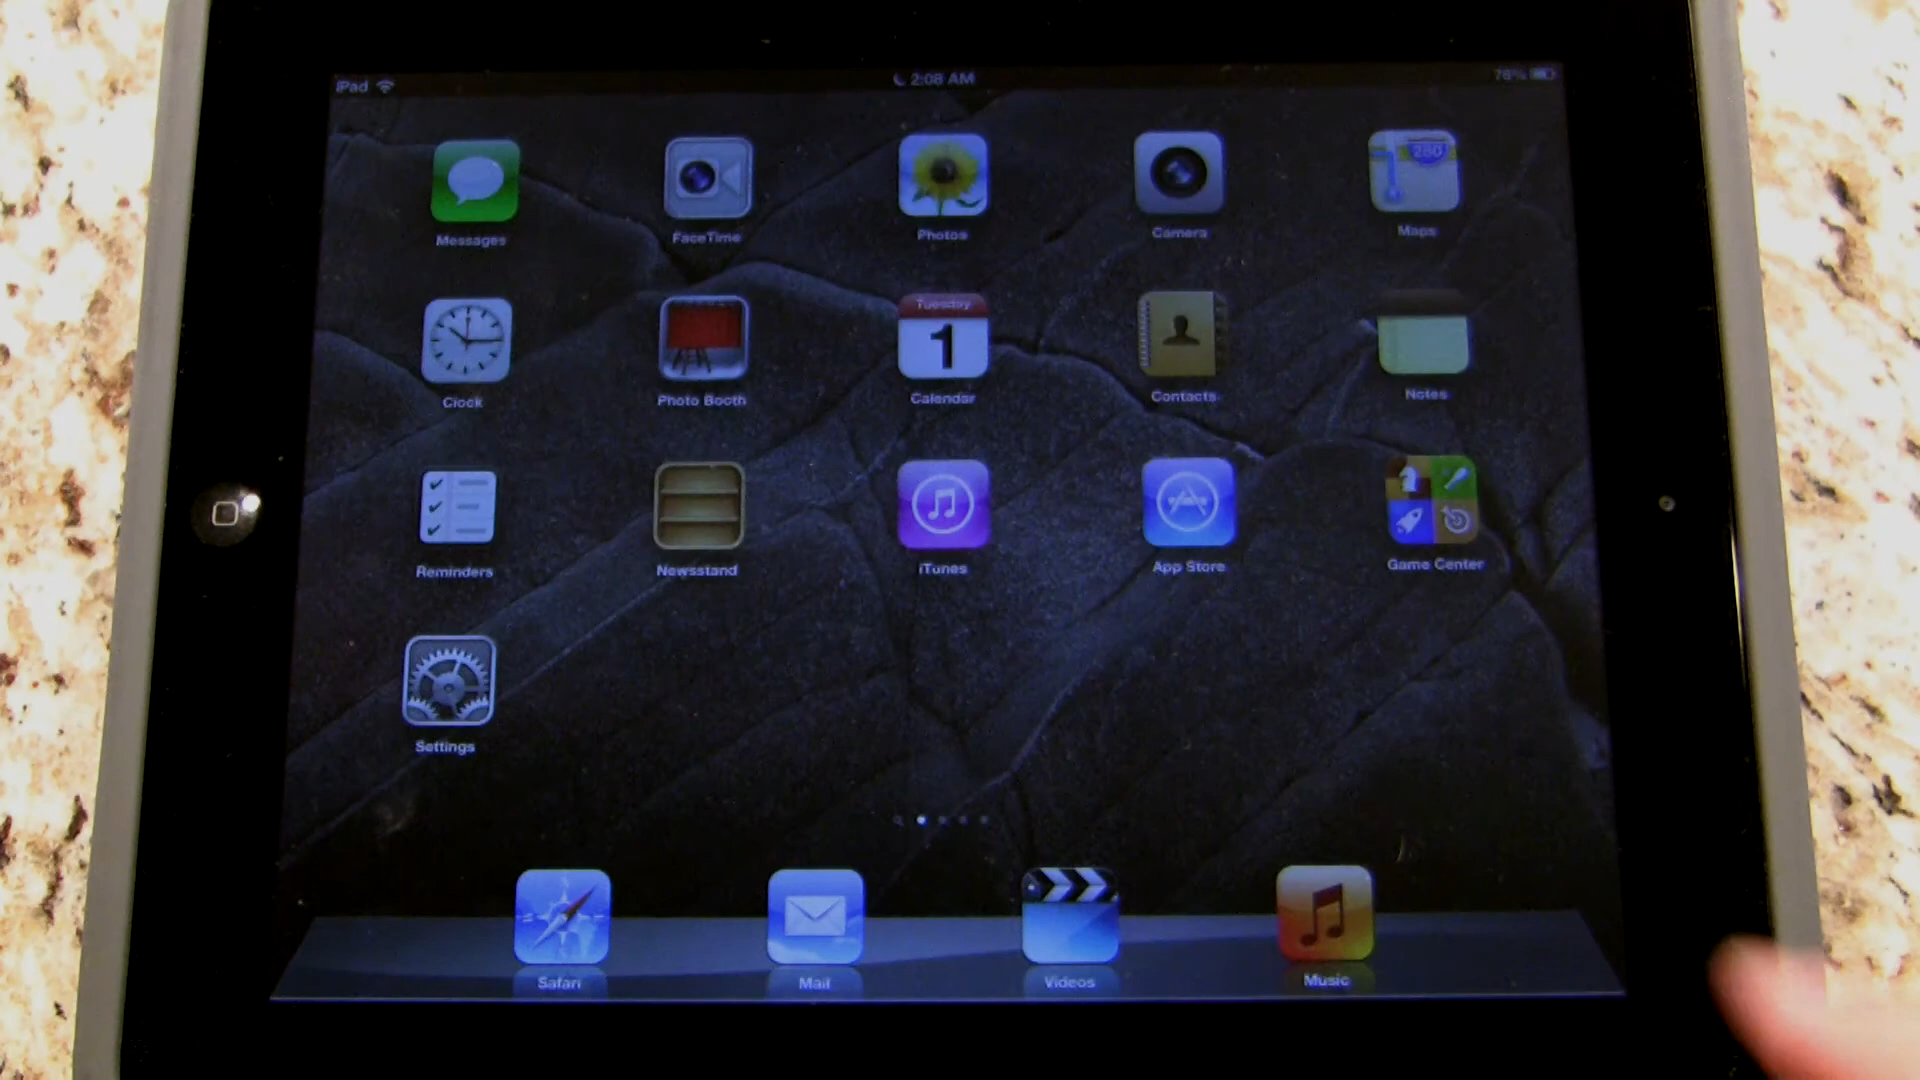 iPad 2:08 AM 76%
Messages FaceTime Photos Camera Maps
280
Tuesday
1
Clock Photo Booth Calendar Contacts Notes
Reminders Newsstand iTunes App Store Game Center
Settings
Safari Mail Videos Music